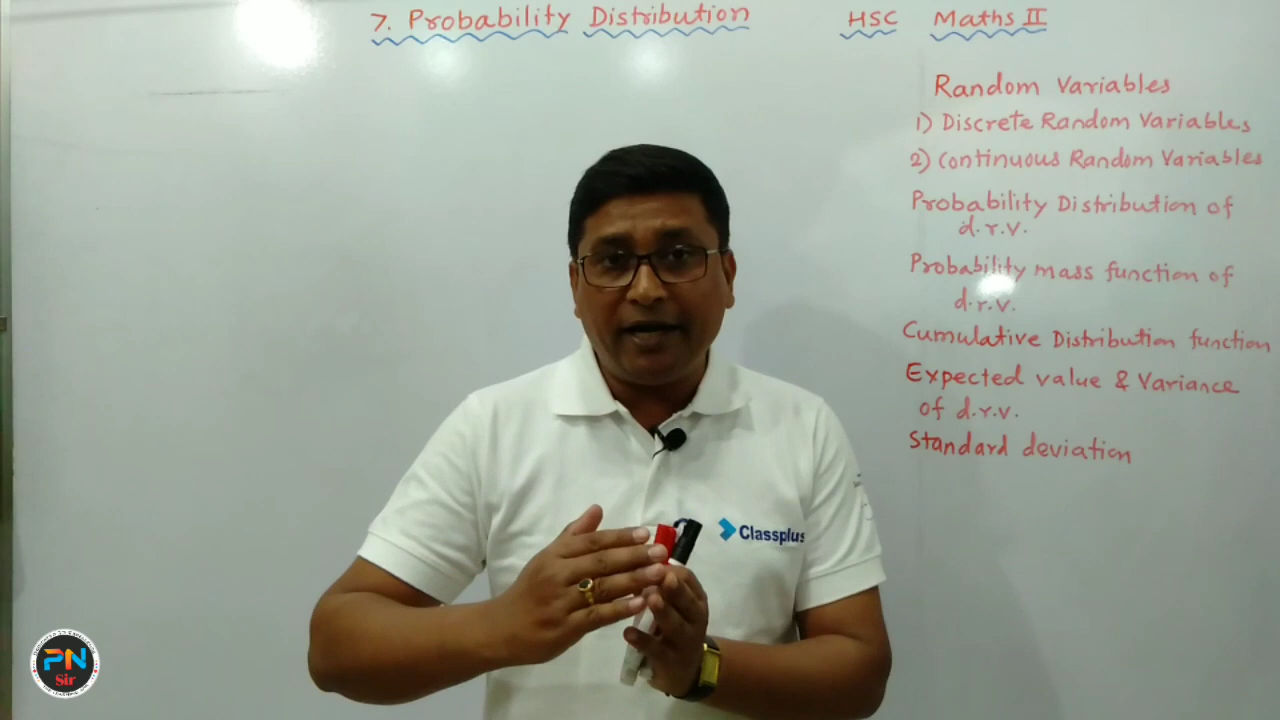 7. Probability Distribution HSC Maths II
Random Variables
1) Discrete Random Variables
2) Continuous Random Variables
Probability Distribution of
d.r.v.
Probability mass function of
d.r.v.
Cumulative Distribution function
Expected value & Variance
of d.r.v.
Standard deviation
Classplus
PN
Sir